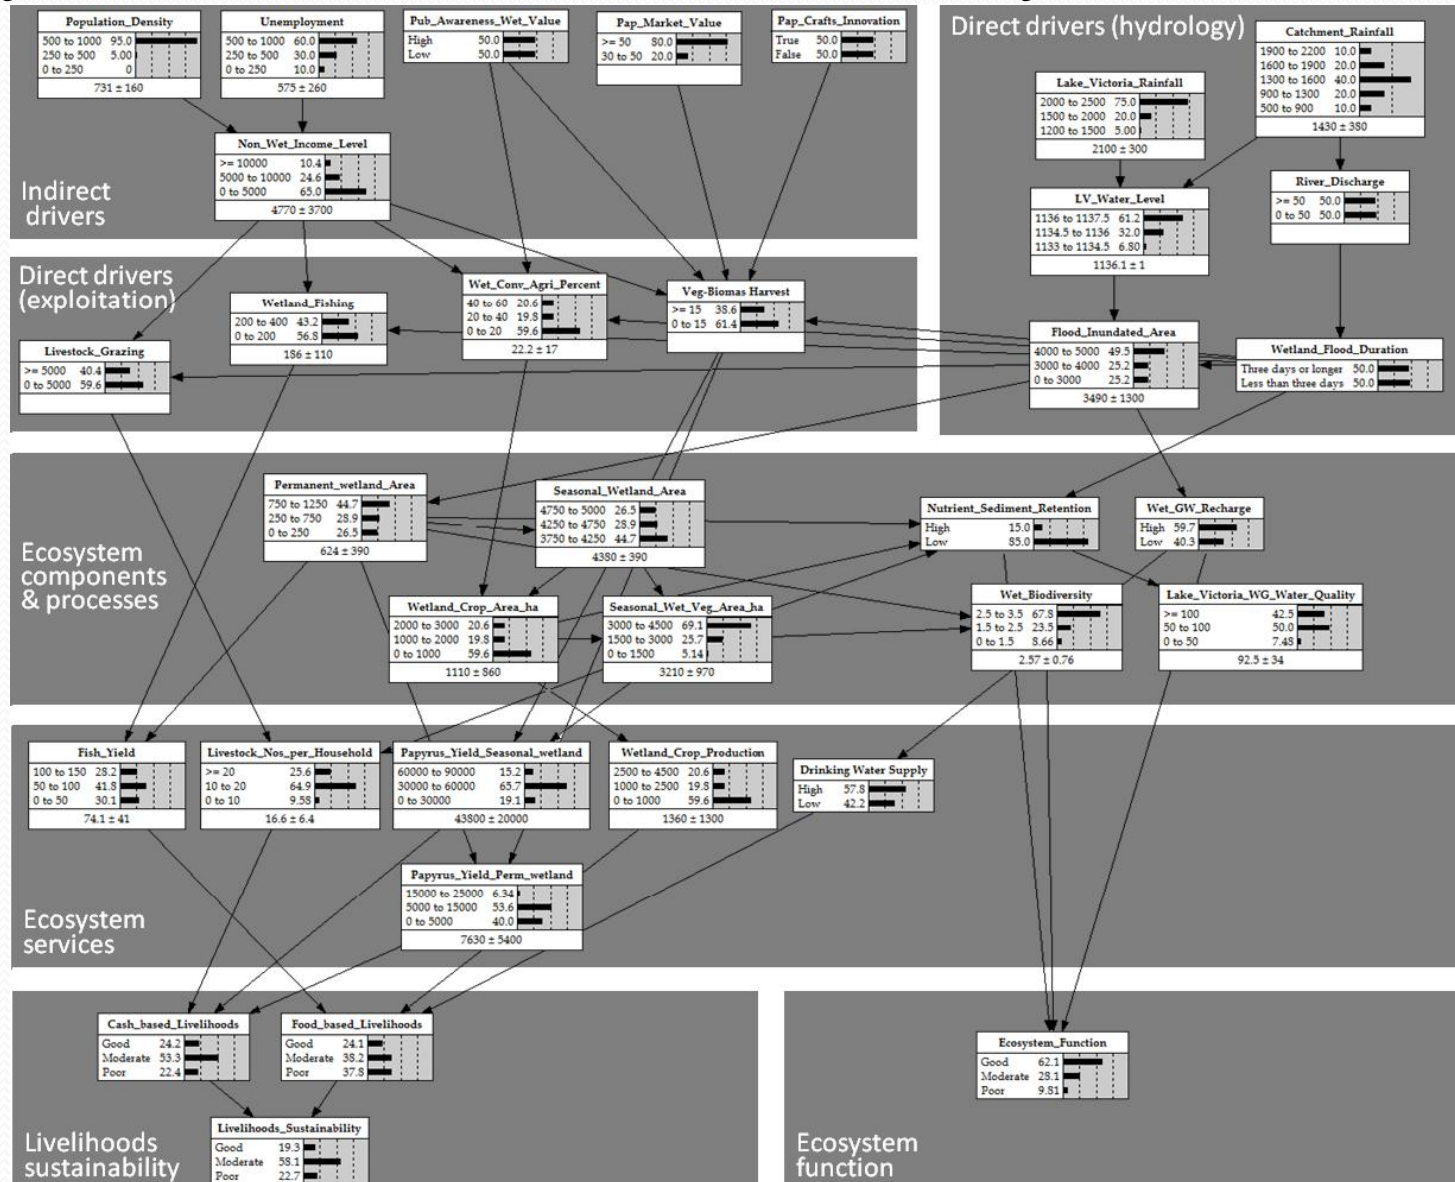 Population_Density
500 to 1000 95.0
250 to 500 5.00
0 to 250 0
731 ± 160
Unemployment
500 to 1000 60.0
250 to 500 30.0
0 to 250 10.0
575 ± 260
Pub_Awareness_Wet_Value
High 50.0
Low 50.0
Pap_Market_Value
>= 50 80.0
30 to 50 20.0
Pap_Crafts_Innovation
True 50.0
False 50.0
Non_Wet_Income_Level
>= 10000 10.4
5000 to 10000 24.6
0 to 5000 65.0
4770 ± 3700
Indirect
drivers
Direct drivers (hydrology)
Catchment_Rainfall
1900 to 2200 10.0
1600 to 1900 20.0
1300 to 1600 40.0
900 to 1300 20.0
500 to 900 10.0
1430 ± 380
Lake_Victoria_Rainfall
2000 to 2500 75.0
1500 to 2000 20.0
1200 to 1500 5.00
2100 ± 300
LV_Water_Level
1136 to 1137.5 61.2
1134.5 to 1136 32.0
1133 to 1134.5 6.80
1136.1 ± 1
River_Discharge
>= 50 50.0
0 to 50 50.0
Flood_Inundated_Area
4000 to 5000 49.5
3000 to 4000 25.2
0 to 3000 25.2
3490 ± 1300
Wetland_Flood_Duration
Three days or longer 50.0
Less than three days 50.0
Direct drivers
(exploitation)
Wetland_Fishing
200 to 400 43.2
0 to 200 56.8
186 ± 110
Wet_Conv_Agri_Percent
40 to 60 20.6
20 to 40 19.8
0 to 20 59.6
22.2 ± 17
Veg-Biomas Harvest
>= 15 38.6
0 to 15 61.4
Livestock_Grazing
>= 5000 40.4
0 to 5000 59.6
Ecosystem
components
& processes
Permanent_wetland_Area
750 to 1250 44.7
250 to 750 28.9
0 to 250 26.5
624 ± 390
Seasonal_Wetland_Area
4750 to 5000 26.5
4250 to 4750 28.9
3750 to 4250 44.7
4380 ± 390
Nutrient_Sediment_Retention
High 15.0
Low 85.0
Wet_GW_Recharge
High 59.7
Low 40.3
Wetland_Crop_Area_ha
2000 to 3000 20.6
1000 to 2000 19.8
0 to 1000 59.6
1110 ± 860
Seasonal_Wet_Veg_Area_ha
3000 to 4500 69.1
1500 to 3000 25.7
0 to 1500 5.14
3210 ± 970
Wet_Biodiversity
2.5 to 3.5 67.8
1.5 to 2.5 23.5
0 to 1.5 8.66
2.57 ± 0.76
Lake_Victoria_WG_Water_Quality
>= 100 42.5
50 to 100 50.0
0 to 50 7.48
92.5 ± 34
Fish_Yield
100 to 150 28.2
50 to 100 41.8
0 to 50 30.1
74.1 ± 41
Livestock_Nos_per_Household
>= 20 25.6
10 to 20 64.9
0 to 10 9.58
16.6 ± 6.4
Papyrus_Yield_Seasonal_wetland
60000 to 90000 15.2
30000 to 60000 65.7
0 to 30000 19.1
43800 ± 20000
Wetland_Crop_Production
2500 to 4500 20.6
1000 to 2500 19.8
0 to 1000 59.6
1360 ± 1300
Drinking Water Supply
High 57.8
Low 42.2
Papyrus_Yield_Perm_wetland
15000 to 25000 6.34
5000 to 15000 53.6
0 to 5000 40.0
7630 ± 5400
Ecosystem
services
Cash_based_Livelihoods
Good 24.2
Moderate 53.3
Poor 22.4
Food_based_Livelihoods
Good 24.1
Moderate 38.2
Poor 37.8
Livelihoods_Sustainability
Good 19.3
Moderate 58.1
Poor 22.7
Livelihoods
sustainability
Ecosystem_Function
Good 62.1
Moderate 28.1
Poor 9.81
Ecosystem
function